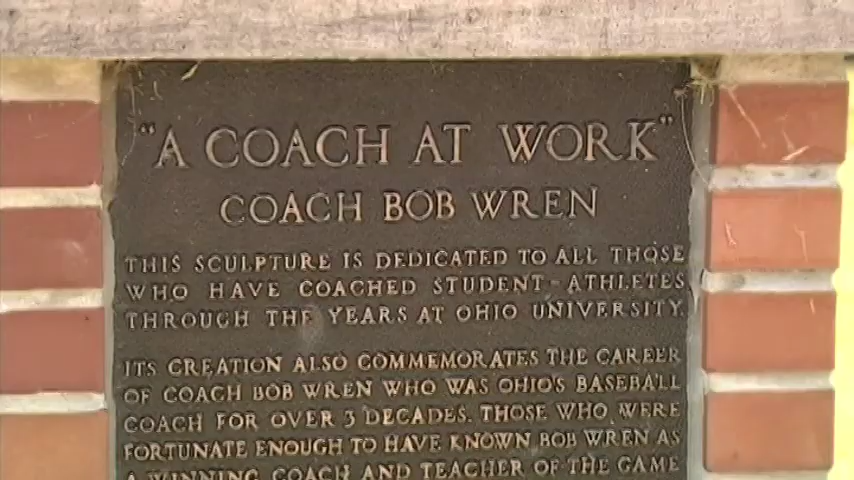 "A COACH AT WORK"
COACH BOB WREN
THIS SCULPTURE IS DEDICATED TO ALL THOSE
WHO HAVE COACHED STUDENT-ATHLETES
THROUGH THE YEARS AT OHIO UNIVERSITY.
ITS CREATION ALSO COMMEMORATES THE CAREER
OF COACH BOB WREN WHO WAS OHIO'S BASEBALL
COACH FOR OVER 3 DECADES. THOSE WHO WERE
FORTUNATE ENOUGH TO HAVE KNOWN BOB WREN AS
A WINNING COACH AND TEACHER OF THE GAME